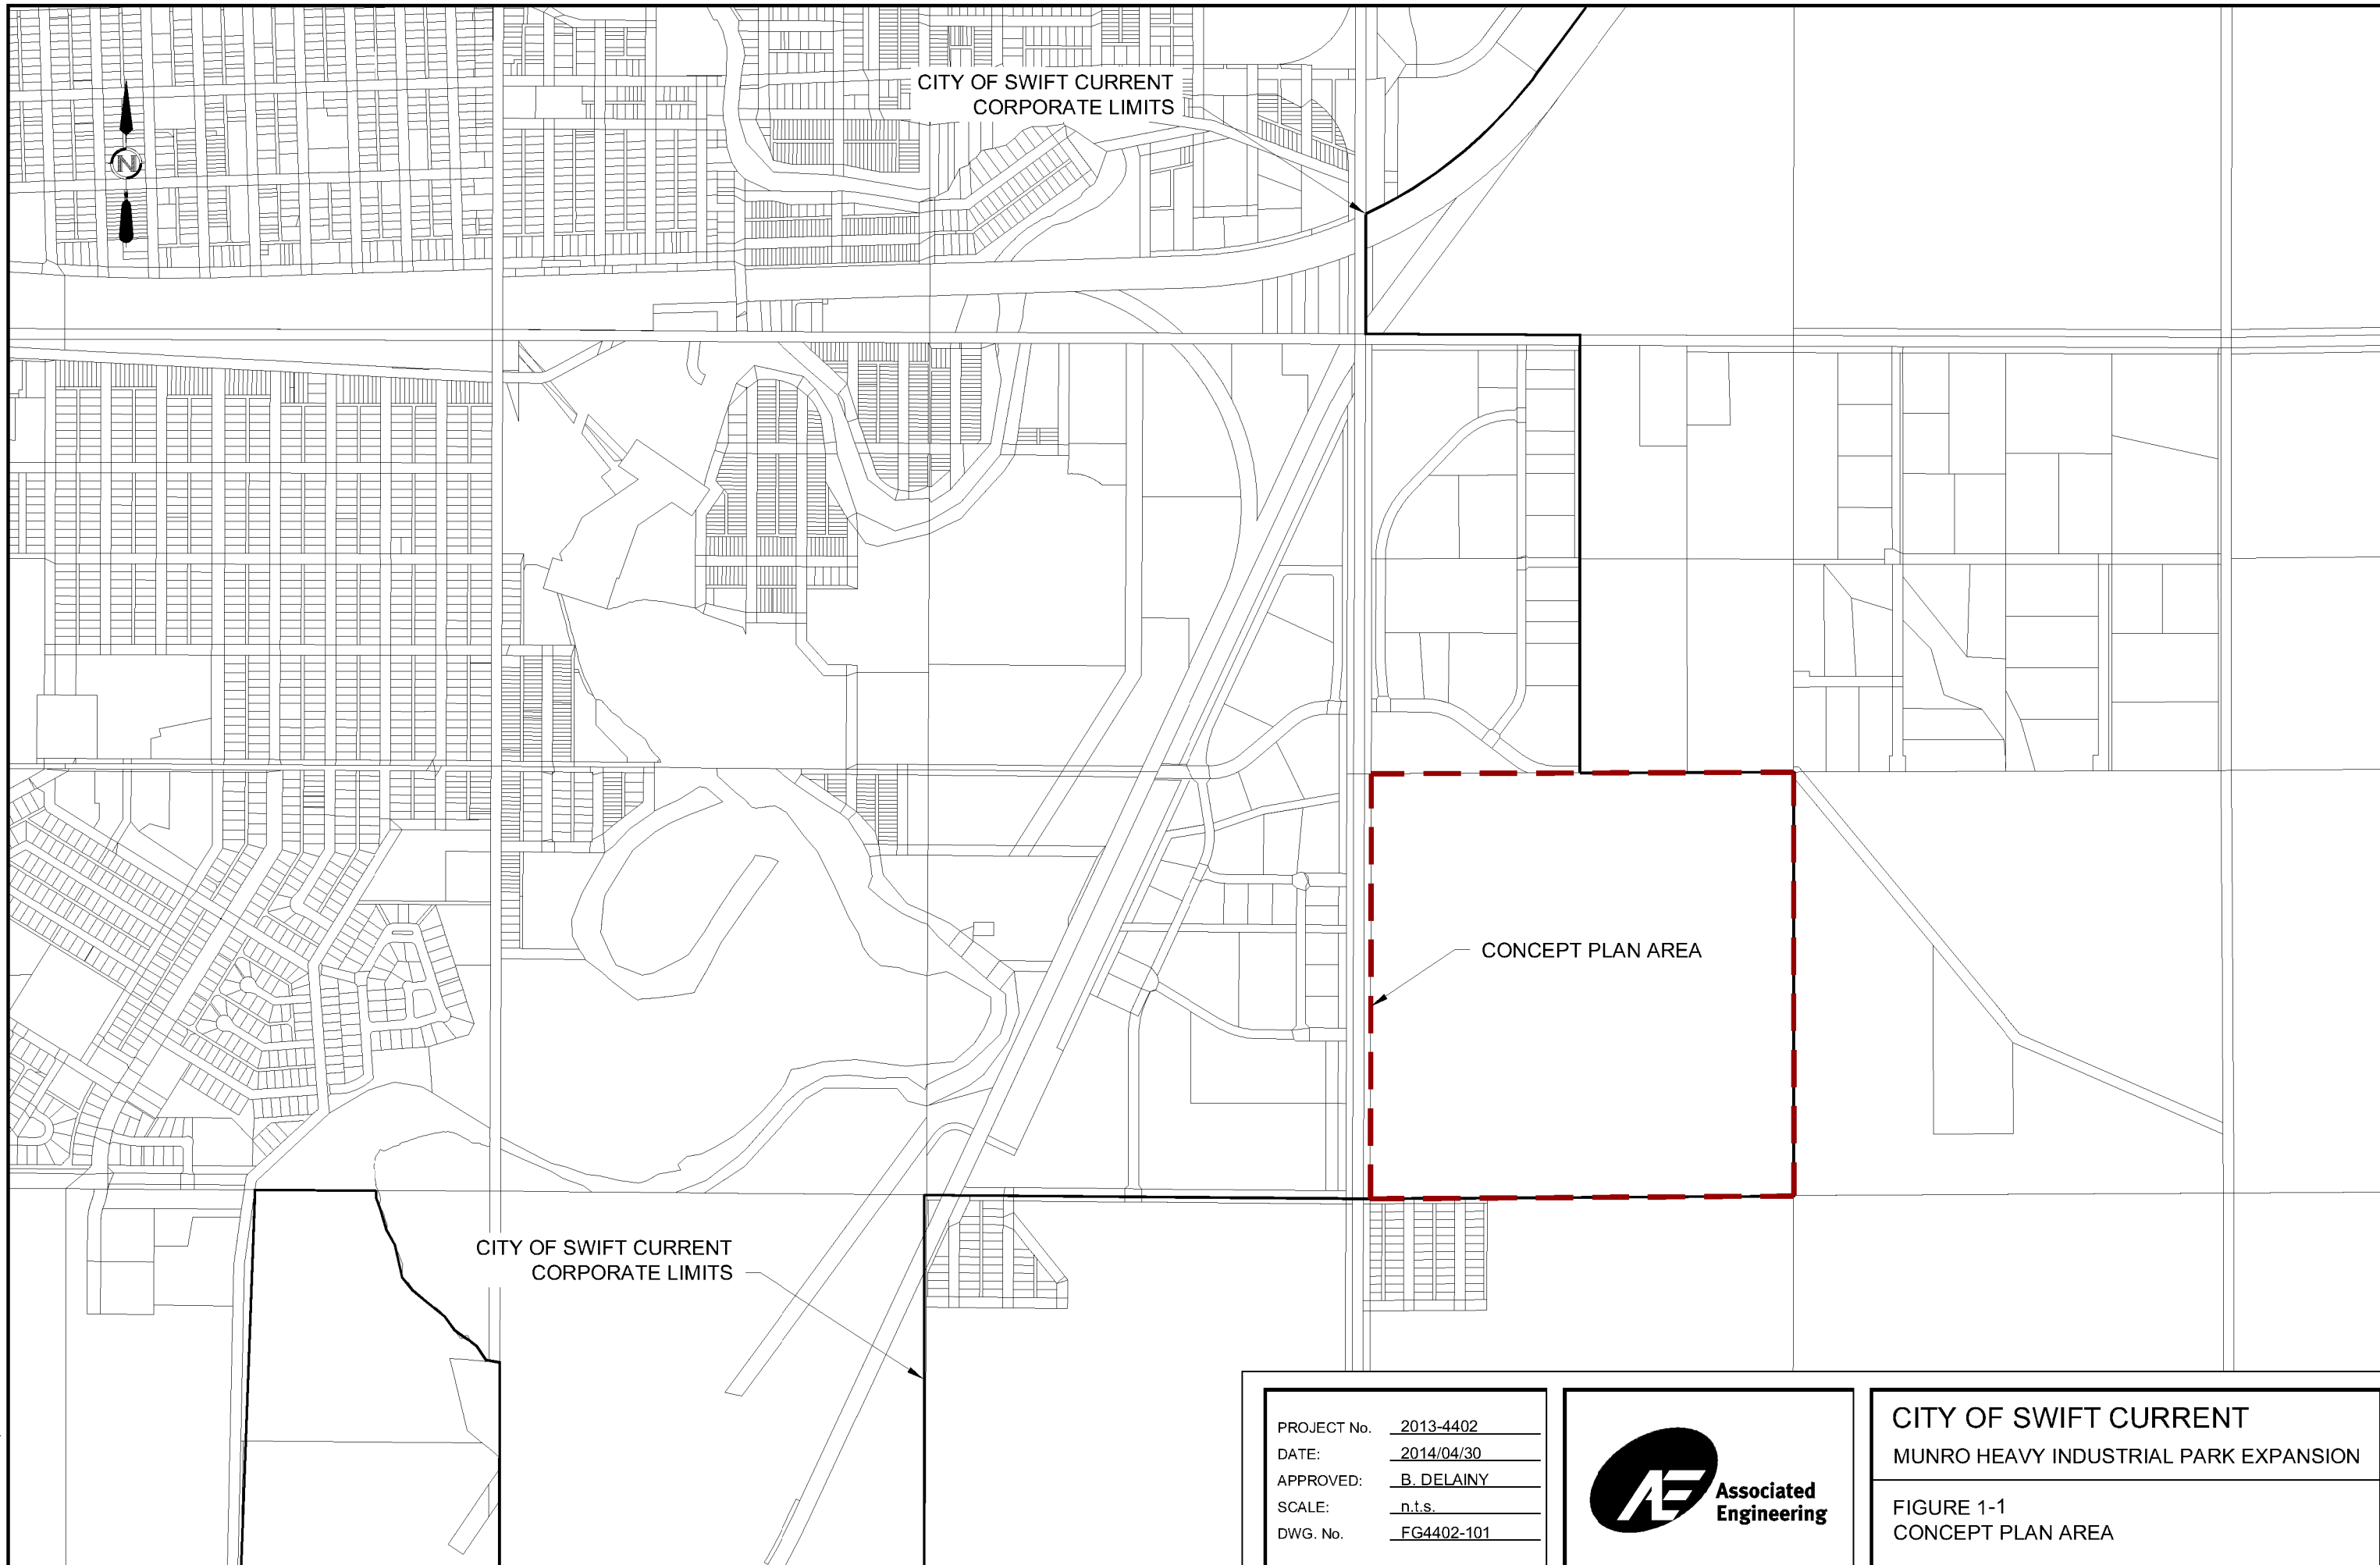 CITY OF SWIFT CURRENT
CORPORATE LIMITS
N
CONCEPT PLAN AREA
CITY OF SWIFT CURRENT
CORPORATE LIMITS
PROJECT No. 2013-4402
DATE: 2014/04/30
APPROVED: B. DELAINY
SCALE: n.t.s.
DWG. No. FG4402-101
AE
Associated
Engineering
CITY OF SWIFT CURRENT
MUNRO HEAVY INDUSTRIAL PARK EXPANSION
FIGURE 1-1
CONCEPT PLAN AREA